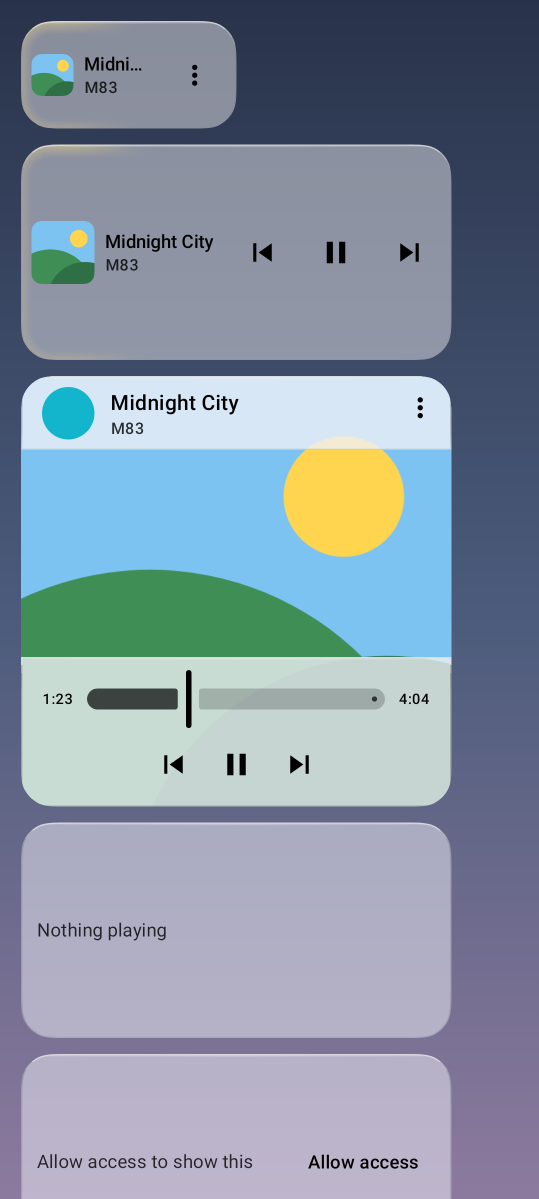 Midni...
M83
Midnight City
M83
Midnight City
M83
1:23 4:04
Nothing playing
Allow access to show this Allow access